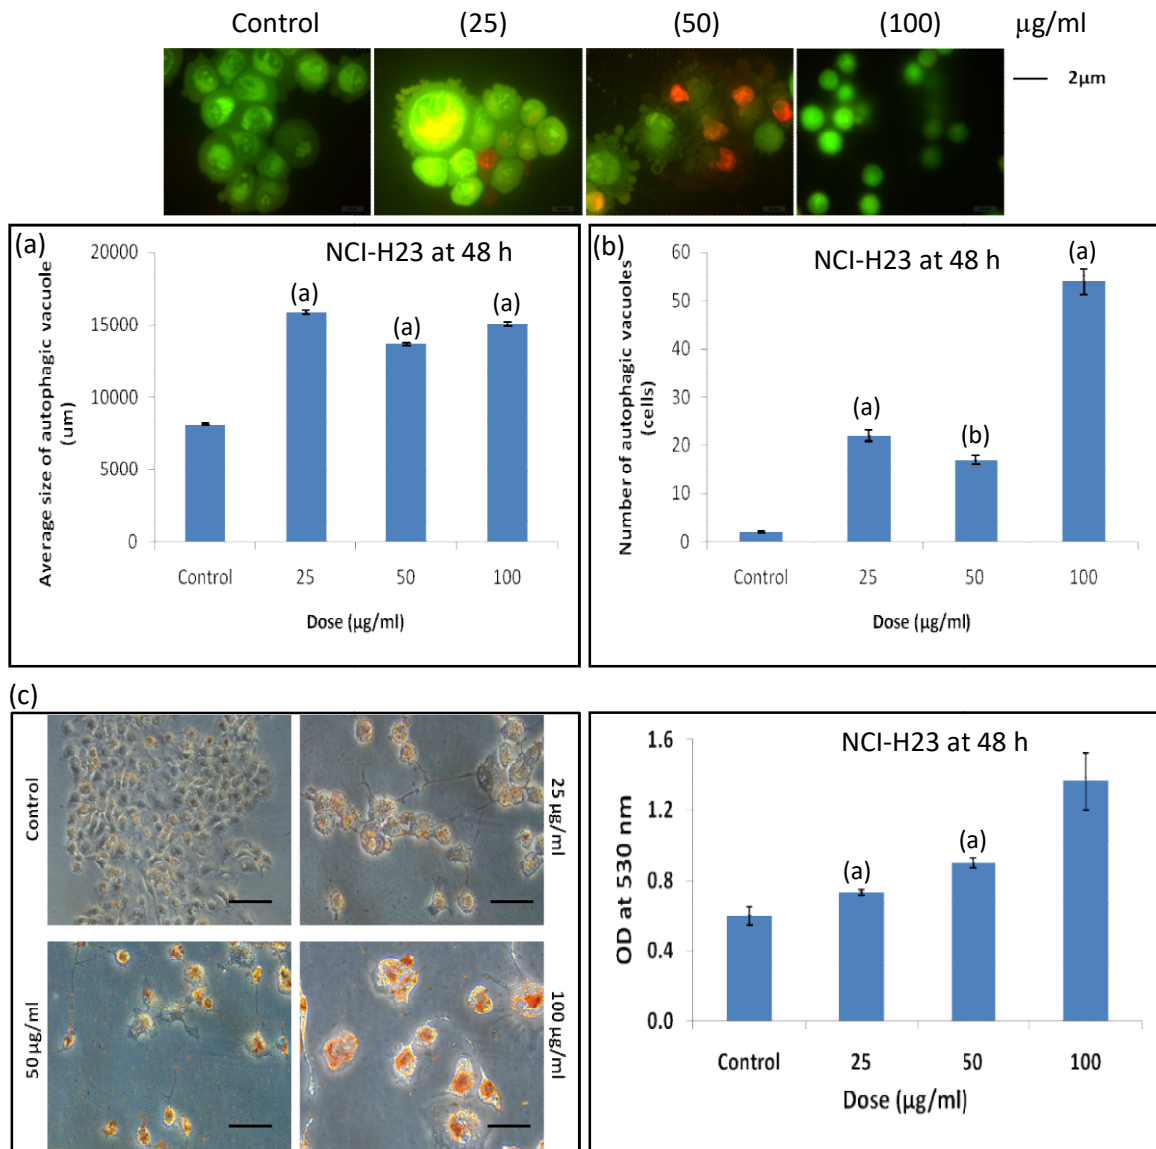 Control (25) (50) (100) μg/ml
2μm
(a)
NCI-H23 at 48 h
Average size of autophagic vacuole
(um)
20000
15000
10000
5000
0
(a)
(a)
(a)
Control 25 50 100
Dose (μg/ml)
(b)
NCI-H23 at 48 h
Number of autophagic vacuoles
(cells)
60
50
40
30
20
10
0
(a)
(b)
(a)
Control 25 50 100
Dose (μg/ml)
(c)
Control
25 μg/ml
50 μg/ml
100 μg/ml
NCI-H23 at 48 h
OD at 530 nm
1.6
1.2
0.8
0.4
0.0
(a)
(a)
Control 25 50 100
Dose (μg/ml)